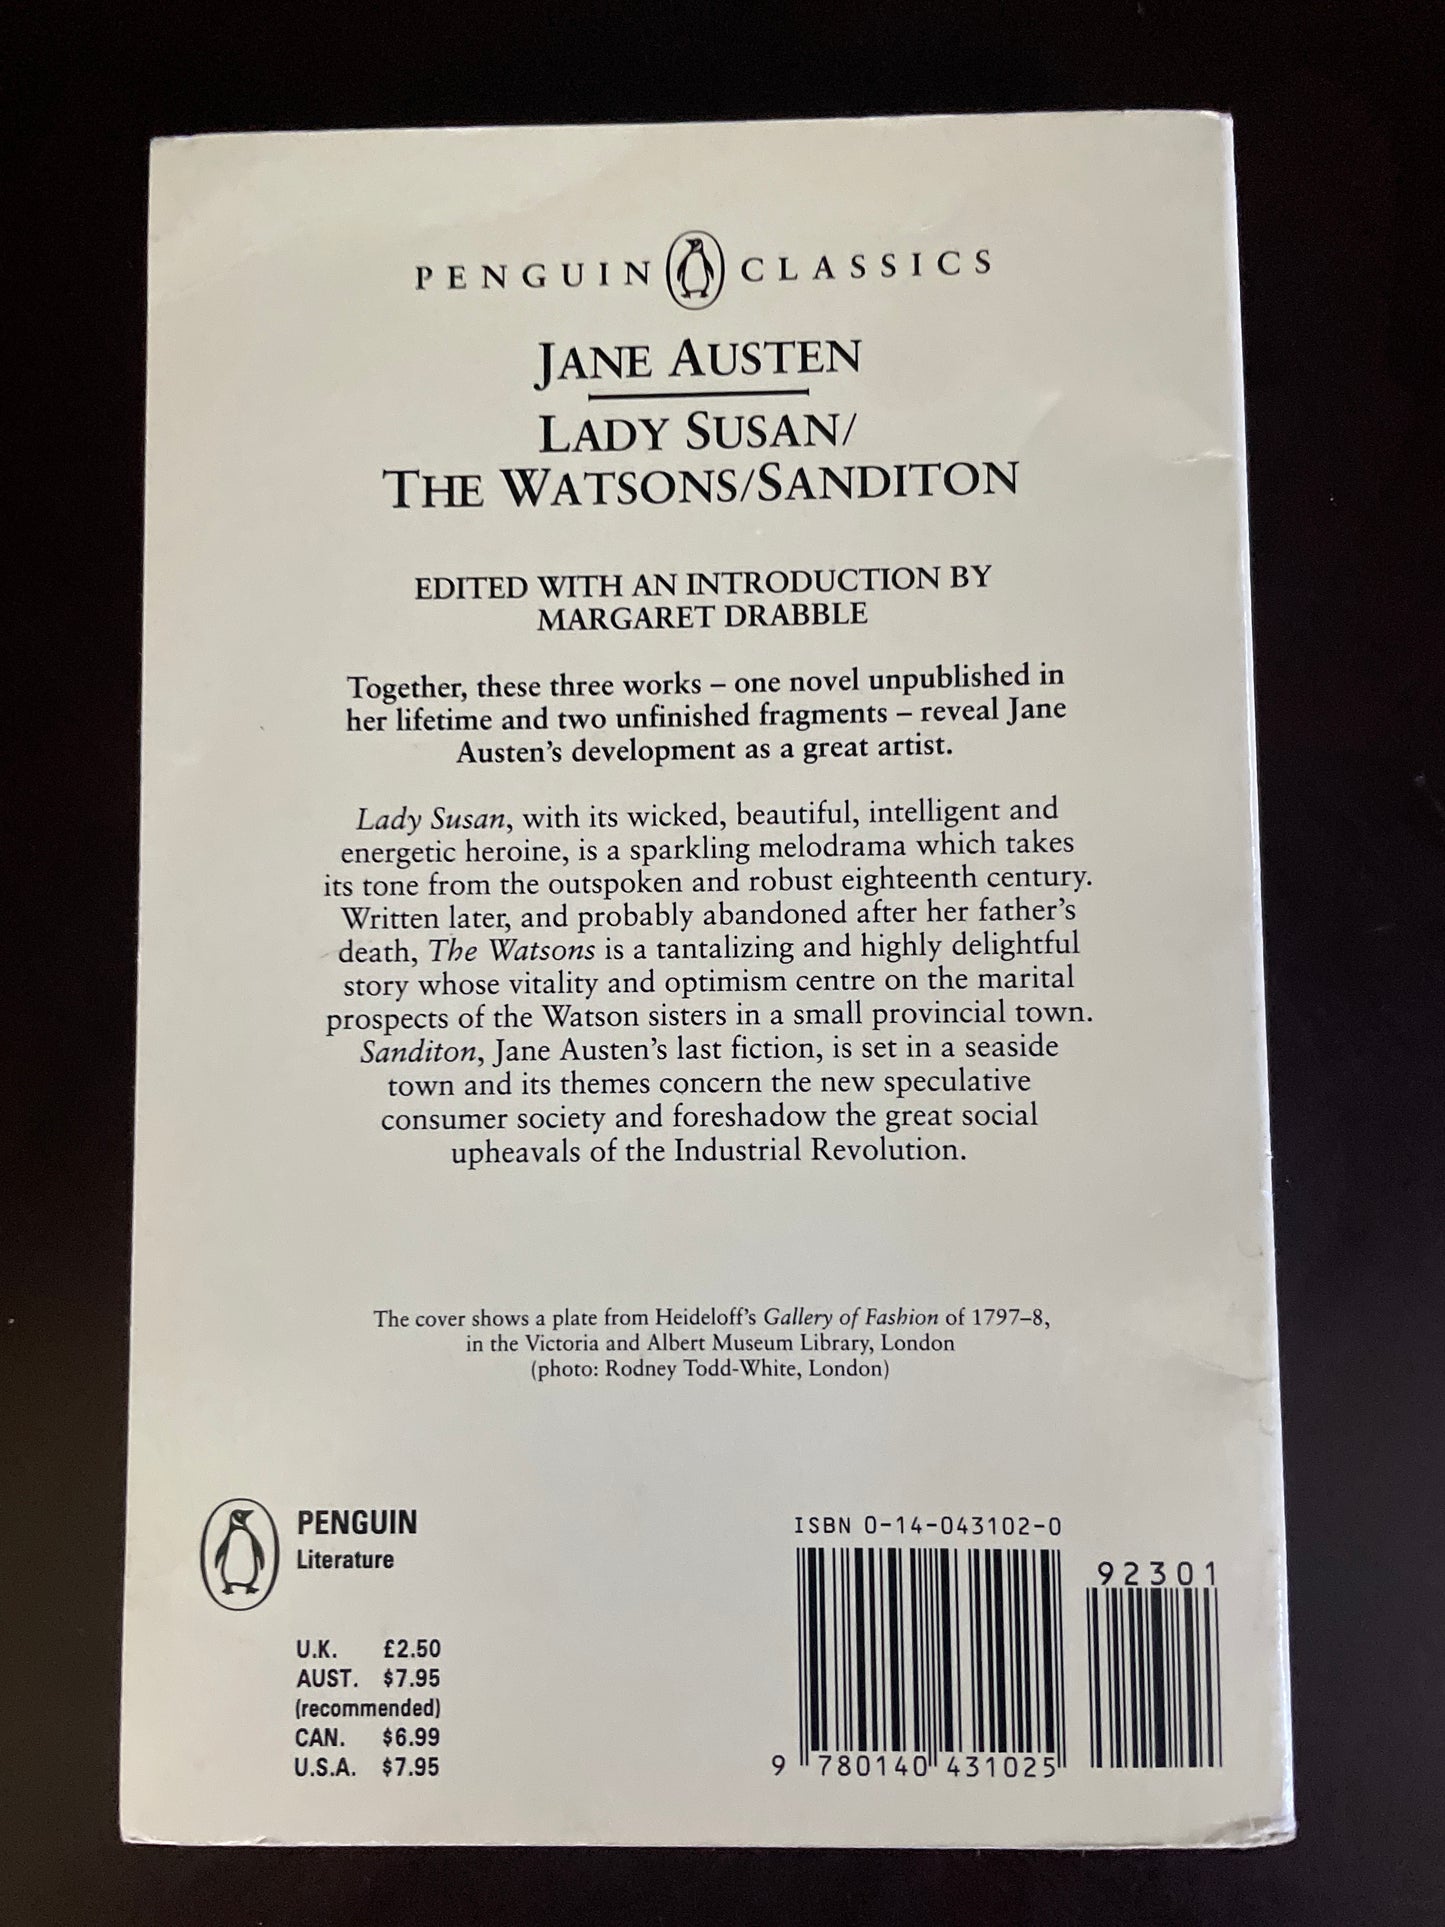 PENGUIN CLASSICS
JANE AUSTEN
LADY SUSAN/
THE WATSONS/SANDITON
EDITED WITH AN INTRODUCTION BY
MARGARET DRABBLE
Together, these three works – one novel unpublished in
her lifetime and two unfinished fragments – reveal Jane
Austen's development as a great artist.
Lady Susan, with its wicked, beautiful, intelligent and
energetic heroine, is a sparkling melodrama which takes
its tone from the outspoken and robust eighteenth century.
Written later, and probably abandoned after her father's
death, The Watsons is a tantalizing and highly delightful
story whose vitality and optimism centre on the marital
prospects of the Watson sisters in a small provincial town.
Sanditon, Jane Austen's last fiction, is set in a seaside
town and its themes concern the new speculative
consumer society and foreshadow the great social
upheavals of the Industrial Revolution.
The cover shows a plate from Heideloff's Gallery of Fashion of 1797–8,
in the Victoria and Albert Museum Library, London
(photo: Rodney Todd-White, London)
PENGUIN
Literature
U.K. £2.50
AUST. $7.95
(recommended)
CAN. $6.99
U.S.A. $7.95
ISBN 0-14-043102-0
92301
9 780140 431025